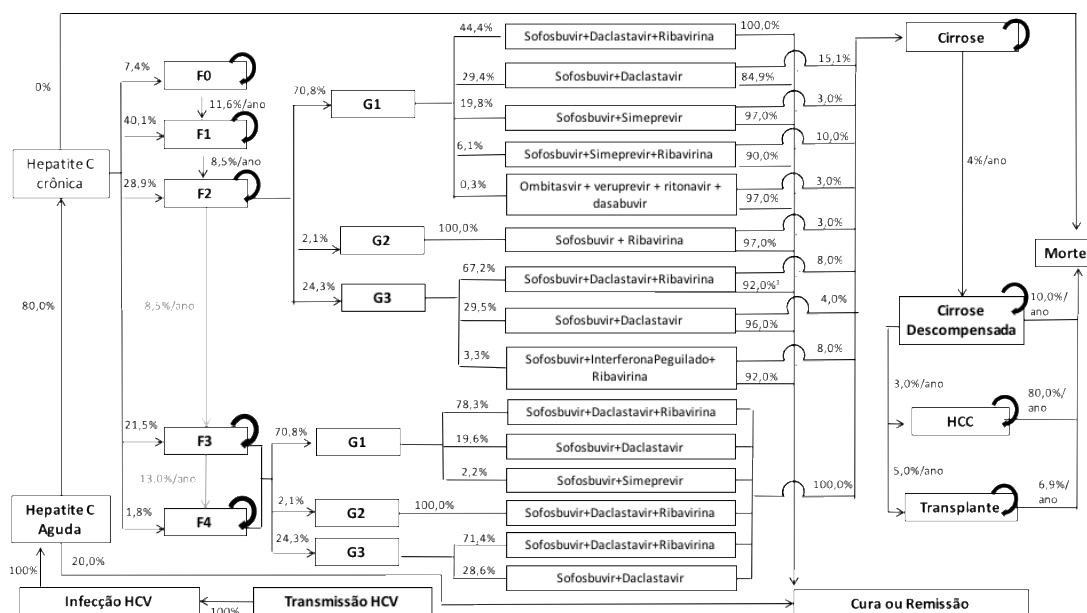 44,4%
Sofosbuvir+Daclastavir+Ribavirina
100,0%
Cirrose
7,4%
F0
0%
11,6%/ano
70,8%
G1
29,4%
Sofosbuvir+Daclastavir
84,9%
15,1%
19,8%
Sofosbuvir+Simeprevir
97,0%
3,0%
40,1%
F1
8,5%/ano
6,1%
Sofosbuvir+Simeprevir+Ribavirina
90,0%
10,0%
4%/ano
Hepatite C
crônica
28,9%
F2
0,3%
Ombitasvir + veruprevir + ritonavir +
dasabuvir
97,0%
3,0%
2,1%
G2
100,0%
Sofosbuvir + Ribavirina
97,0%
3,0%
Morte
24,3%
G3
67,2%
Sofosbuvir+Daclastavir+Ribavirina
92,0%³
8,0%
80,0%
8,5%/ano
29,5%
Sofosbuvir+Daclastavir
96,0%
4,0%
Cirrose
Descompensada
10,0%/
ano
3,3%
Sofosbuvir+InterferonaPeguilado+
Ribavirina
92,0%
8,0%
3,0%/ano
HCC
80,0%/
ano
21,5%
F3
70,8%
G1
78,3%
Sofosbuvir+Daclastavir+Ribavirina
19,6%
Sofosbuvir+Daclastavir
13,0%/ano
2,2%
Sofosbuvir+Simeprevir
100,0%
5,0%/ano
Transplante
6,9%/
ano
Hepatite C
Aguda
1,8%
F4
2,1%
G2
100,0%
Sofosbuvir+Daclastavir+Ribavirina
24,3%
G3
71,4%
Sofosbuvir+Daclastavir+Ribavirina
28,6%
Sofosbuvir+Daclastavir
100%
20,0%
Infecção HCV
100%
Transmissão HCV
Cura ou Remissão